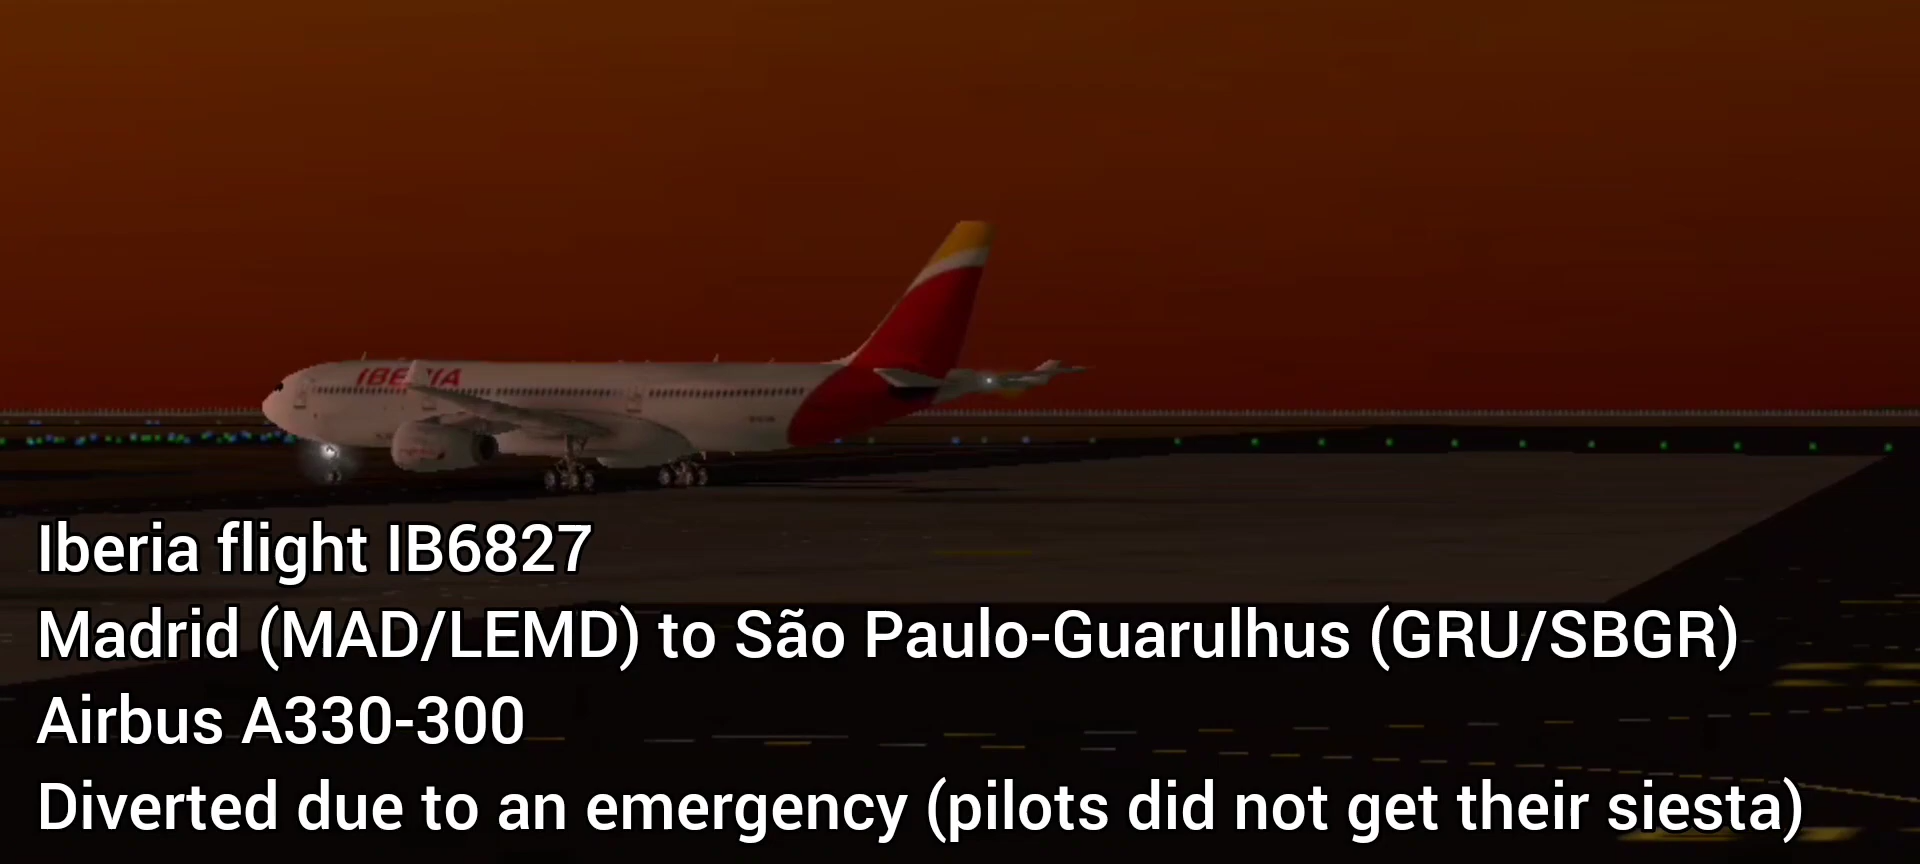 IBERIA
Iberia flight IB6827
Madrid (MAD/LEMD) to São Paulo-Guarulhus (GRU/SBGR)
Airbus A330-300
Diverted due to an emergency (pilots did not get their siesta)